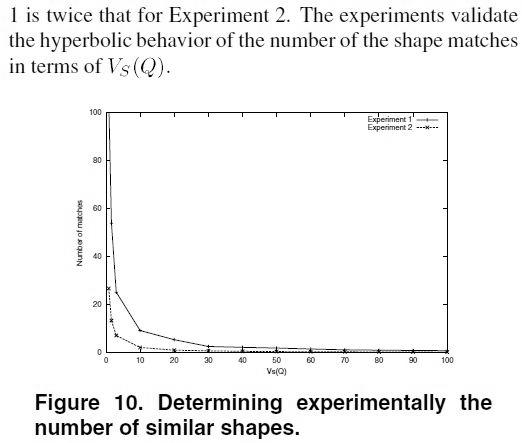 1 is twice that for Experiment 2. The experiments validate
the hyperbolic behavior of the number of the shape matches
in terms of V_S(Q).
100
80
60
40
20
0
Number of matches
Experiment 1
Experiment 2
0 10 20 30 40 50 60 70 80 90 100
Vs(Q)
Figure 10. Determining experimentally the
number of similar shapes.